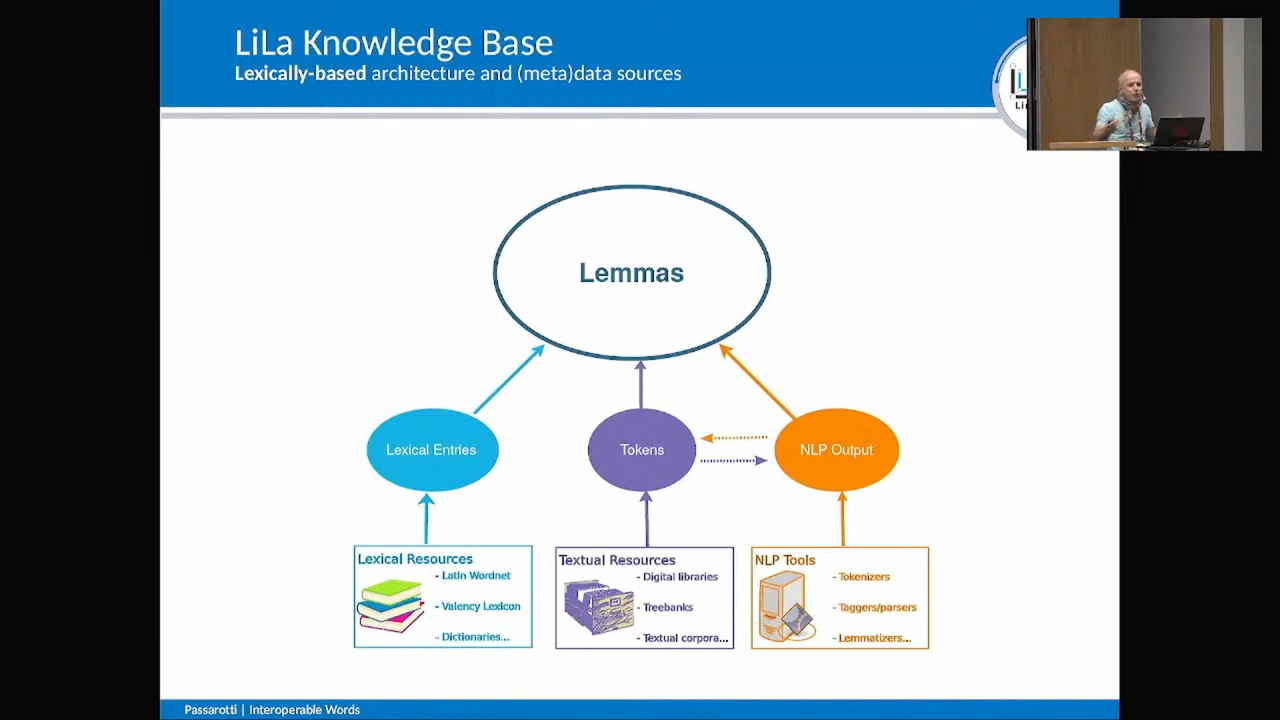 LiLa Knowledge Base
Lexically-based architecture and (meta)data sources
Lemmas
Lexical Entries
Tokens
NLP Output
Lexical Resources
- Latin Wordnet
- Valency Lexicon
- Dictionaries...
Textual Resources
- Digital libraries
- Treebanks
- Textual corpora...
NLP Tools
- Tokenizers
- Taggers/parsers
- Lemmatizers...
Passarotti | Interoperable Words